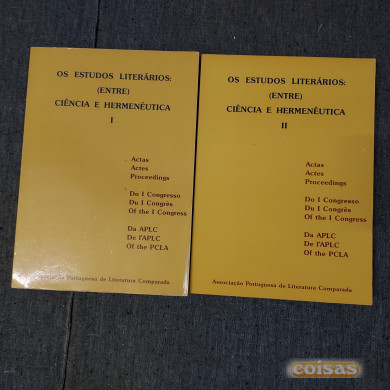 OS ESTUDOS LITERÁRIOS:
(ENTRE)
CIÊNCIA E HERMENÊUTICA
I
Actas
Actes
Proceedings
Do I Congresso
Du I Congrès
Of the I Congress
Da APLC
De l'APLC
Of the PCLA
Associação Portuguesa de Literatura Comparada
OS ESTUDOS LITERÁRIOS:
(ENTRE)
CIÊNCIA E HERMENÊUTICA
II
Actas
Actes
Proceedings
Do I Congresso
Du I Congrès
Of the I Congress
Da APLC
De l'APLC
Of the PCLA
Associação Portuguesa de Literatura Comparada
coisas